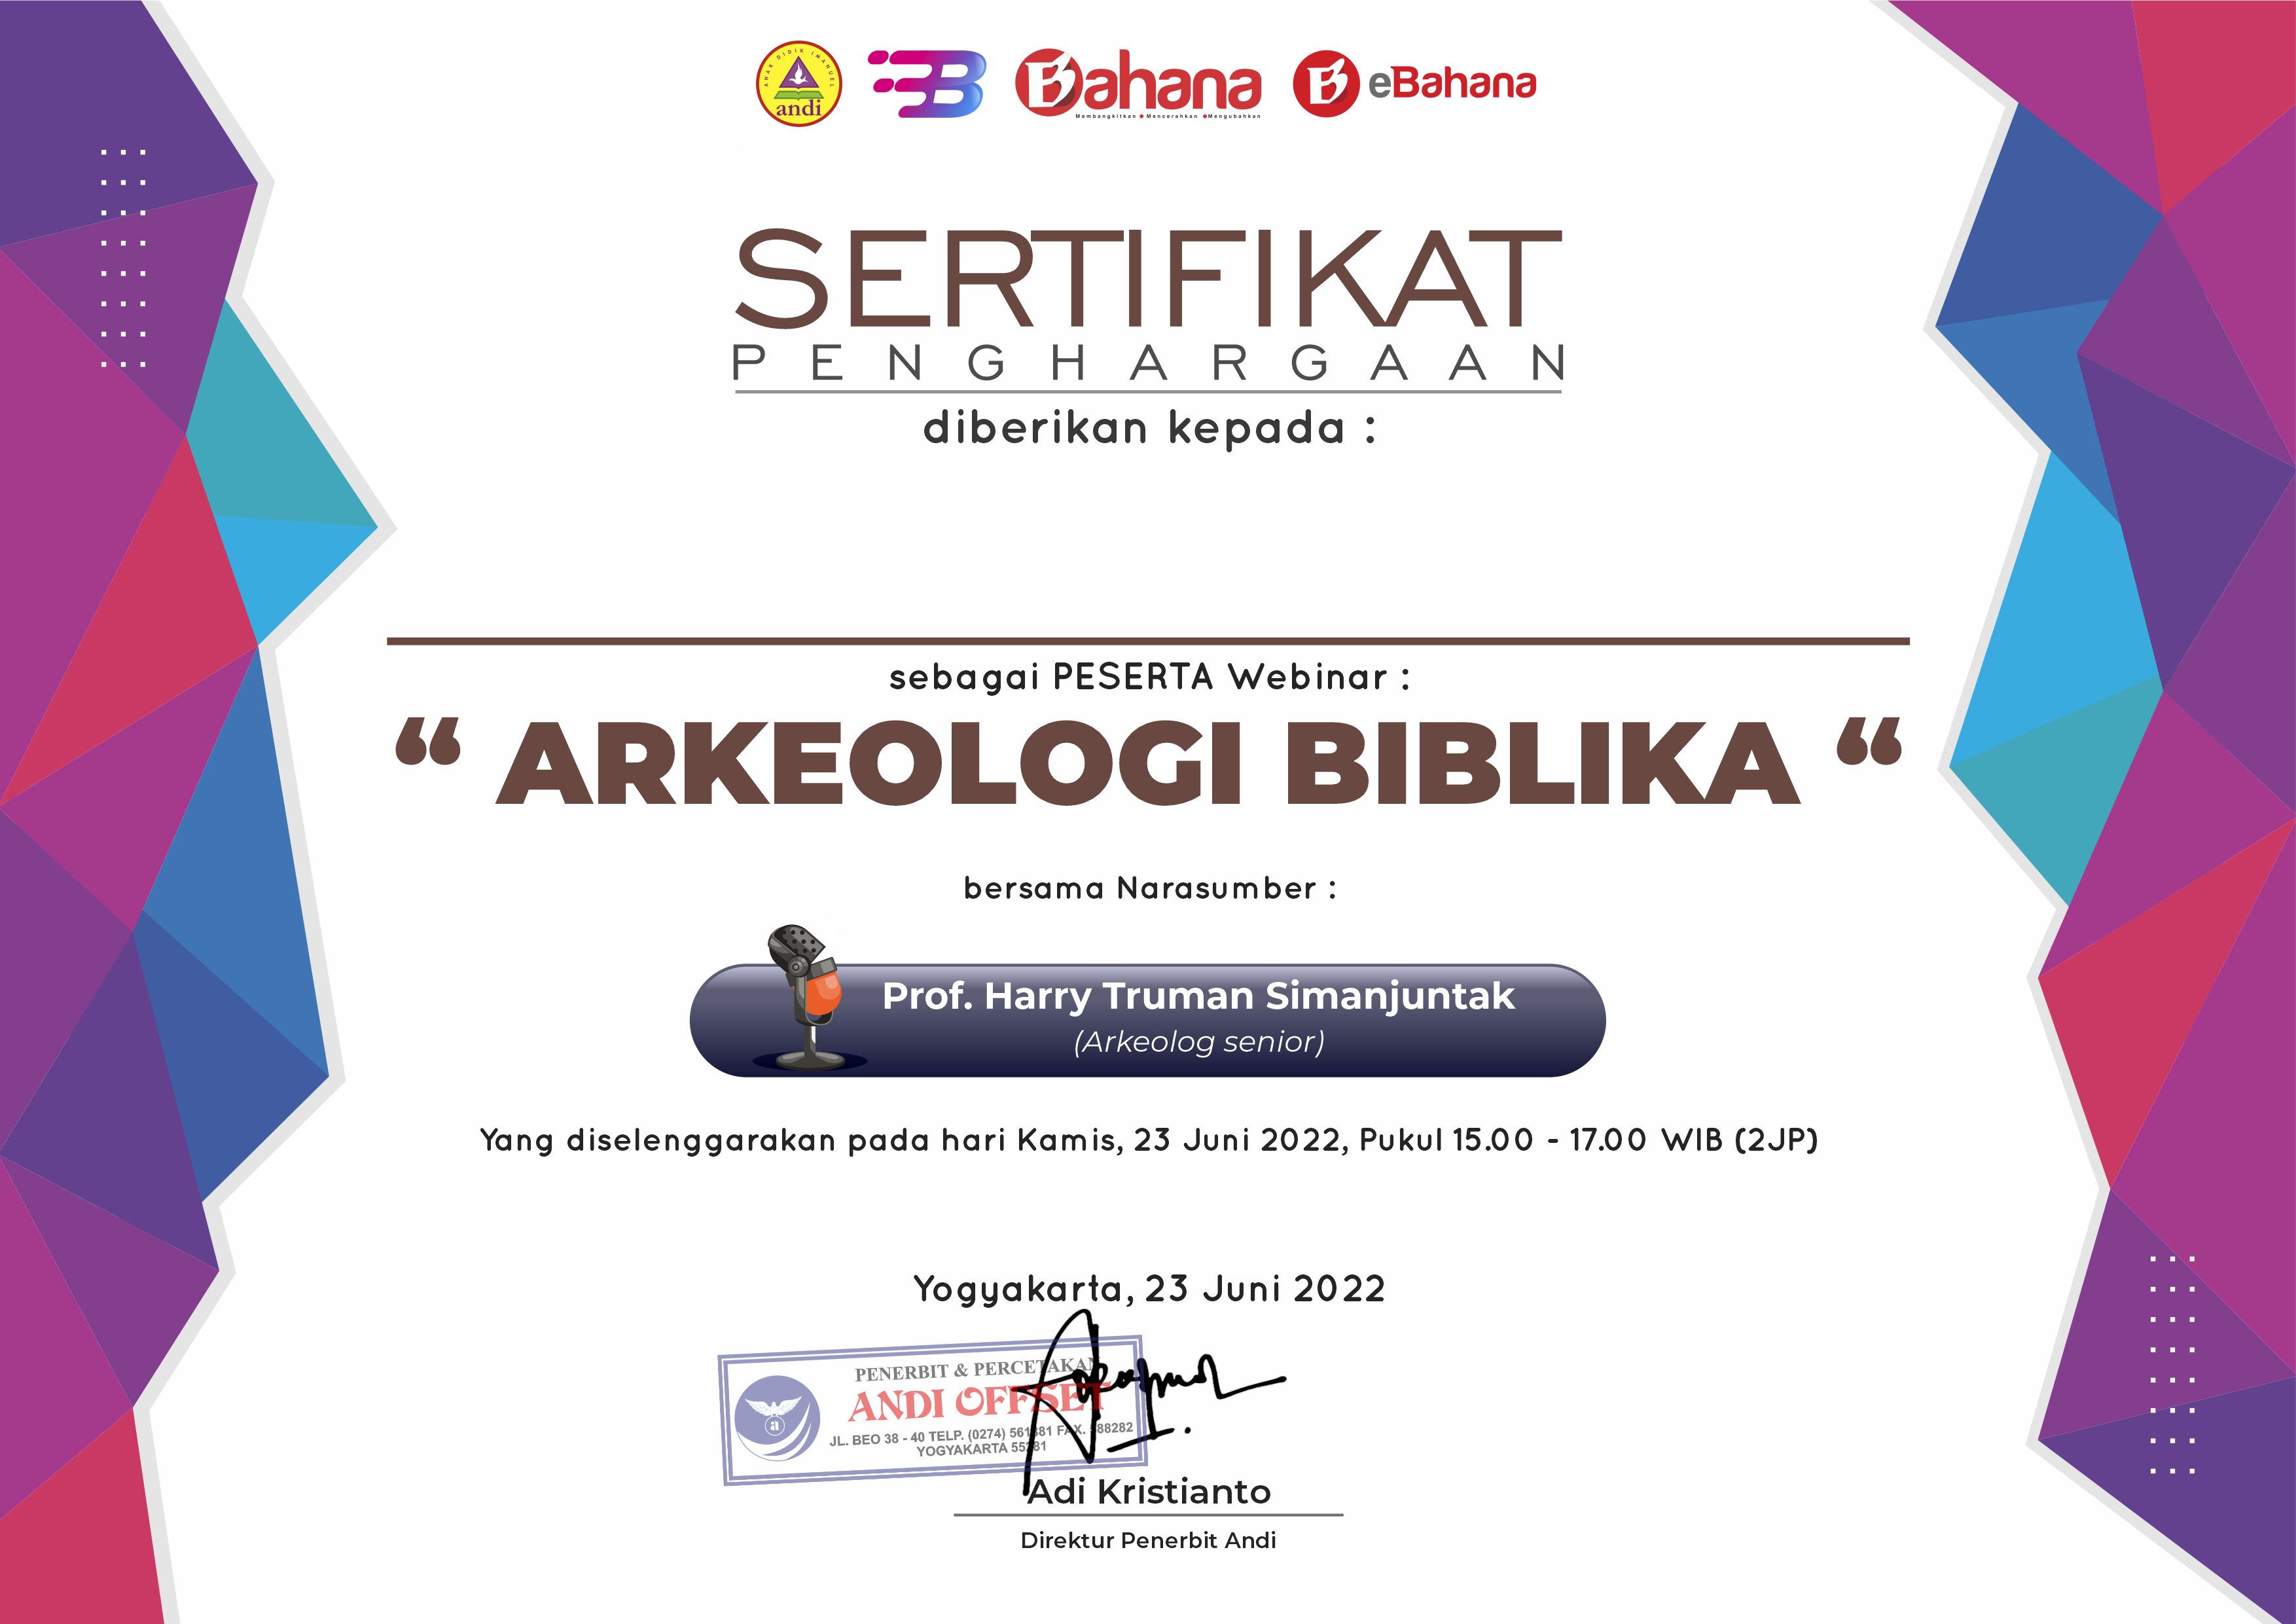 ANAK DIDIK IMANUEL
andi
B
Bahana
Membangkitkan ● Mencerahkan ● Mengubahkan
B
eBahana
SERTIFIKAT
PENGHARGAAN
diberikan kepada :
sebagai PESERTA Webinar :
“ ARKEOLOGI BIBLIKA “
bersama Narasumber :
Prof. Harry Truman Simanjuntak
(Arkeolog senior)
Yang diselenggarakan pada hari Kamis, 23 Juni 2022, Pukul 15.00 - 17.00 WIB (2JP)
Yogyakarta, 23 Juni 2022
PENERBIT & PERCETAKAN
ANDI OFFSET
a
JL. BEO 38 - 40 TELP. (0274) FAX.
YOGYAKARTA
Adi Kristianto
Direktur Penerbit Andi